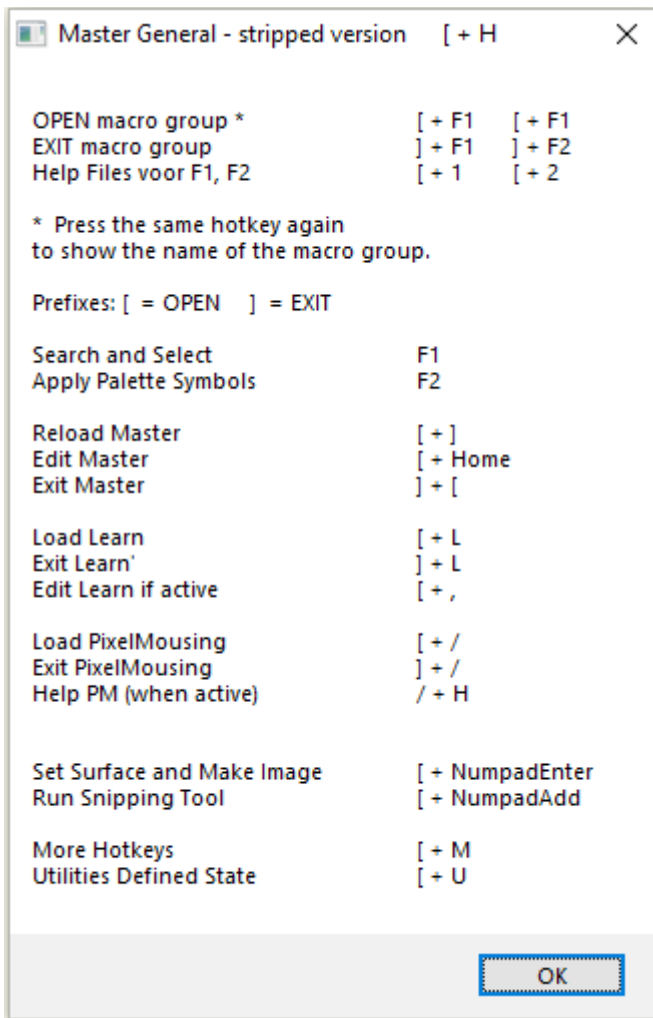 Master General - stripped version [ + H
OPEN macro group * [ + F1 [ + F1
EXIT macro group ] + F1 ] + F2
Help Files voor F1, F2 [ + 1 [ + 2
* Press the same hotkey again
to show the name of the macro group.
Prefixes: [ = OPEN ] = EXIT
Search and Select F1
Apply Palette Symbols F2
Reload Master [ + ]
Edit Master [ + Home
Exit Master ] + [
Load Learn [ + L
Exit Learn' ] + L
Edit Learn if active [ + ,
Load PixelMousing [ + /
Exit PixelMousing ] + /
Help PM (when active) / + H
Set Surface and Make Image [ + NumpadEnter
Run Snipping Tool [ + NumpadAdd
More Hotkeys [ + M
Utilities Defined State [ + U
OK